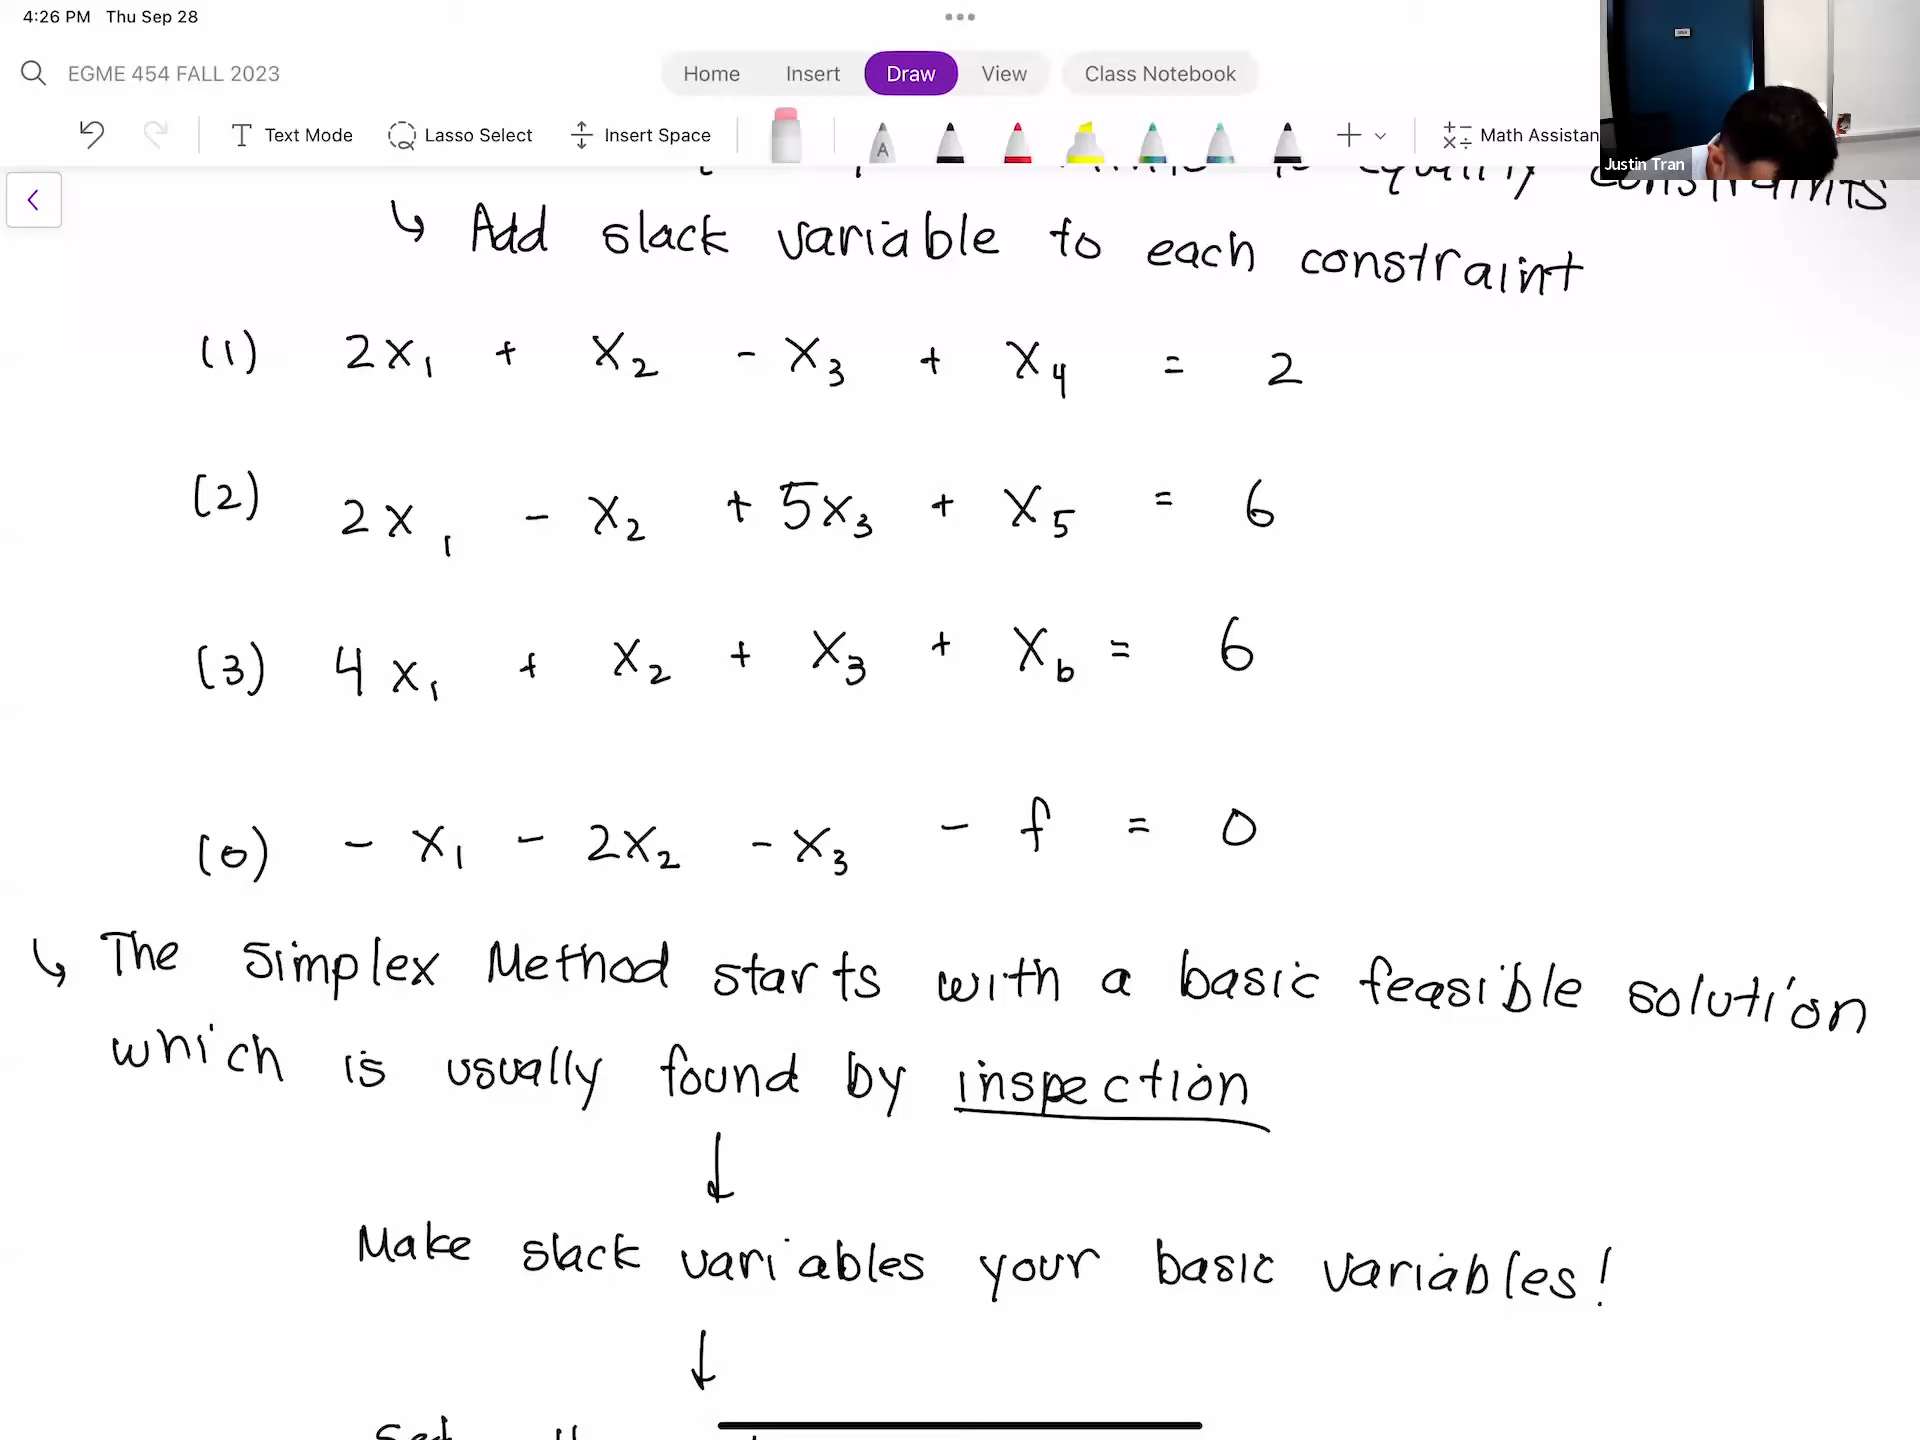 4:26 PM Thu Sep 28
EGME 454 FALL 2023
Home Insert Draw View Class Notebook
Text Mode Lasso Select Insert Space Math Assistan
Justin Tran
equality constraints
↳ Add slack variable to each constraint
(1) 2x₁ + x₂ - x₃ + x₄ = 2
(2) 2x₁ - x₂ + 5x₃ + x₅ = 6
(3) 4x₁ + x₂ + x₃ + x₆ = 6
(0) - x₁ - 2x₂ - x₃ - f = 0
↳ The Simplex Method starts with a basic feasible solution
which is usually found by inspection
↓
Make slack variables your basic variables!
↓